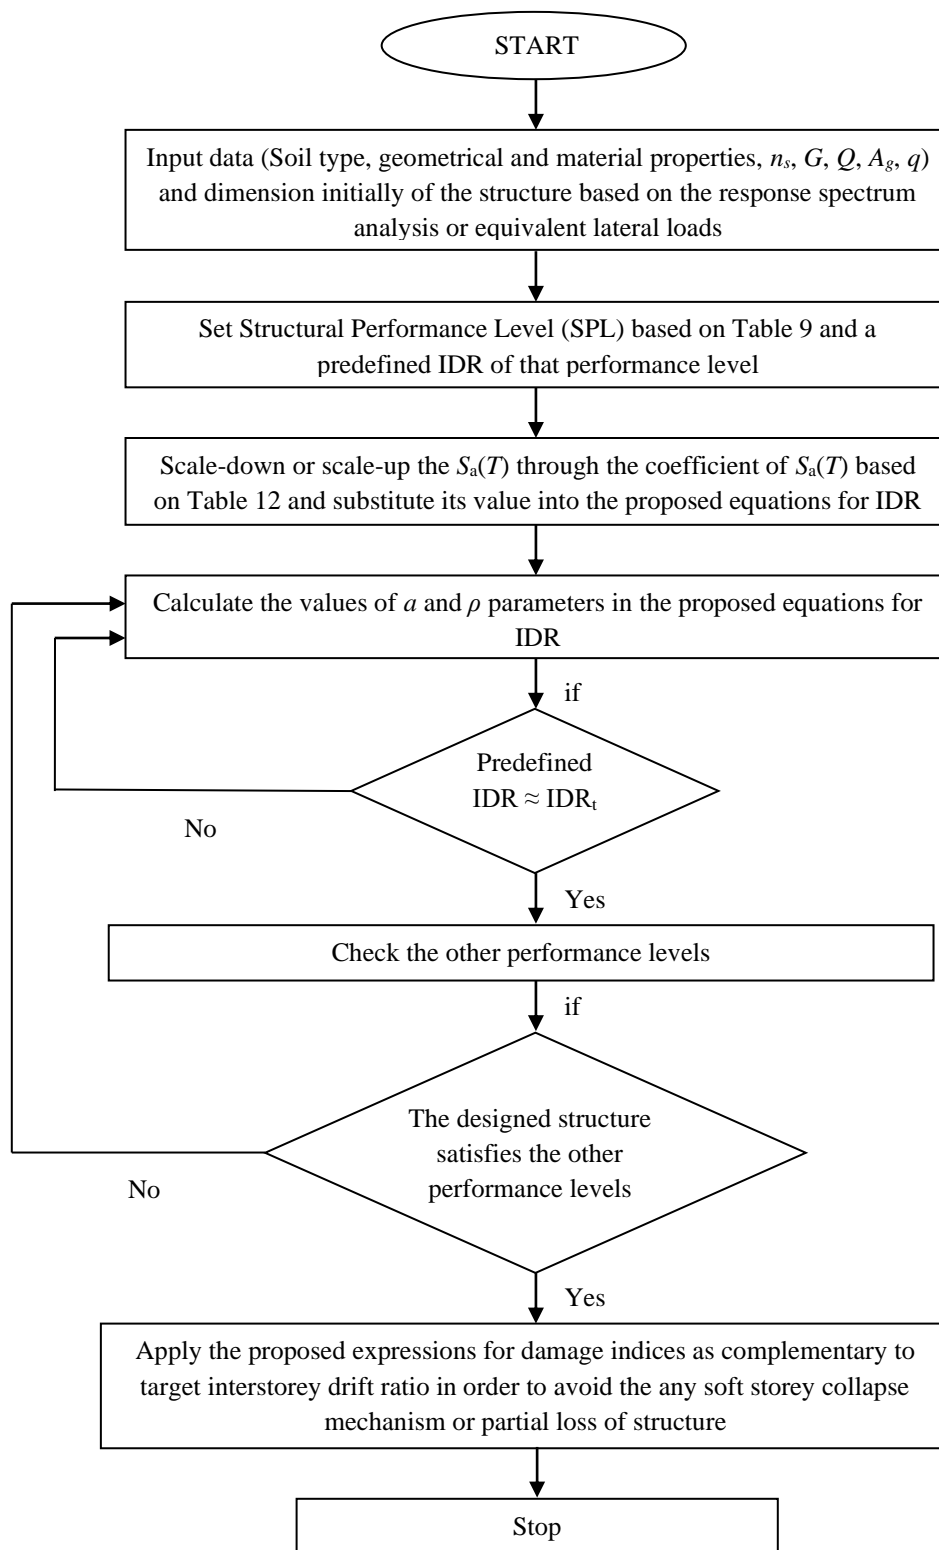 START
Input data (Soil type, geometrical and material properties, nₛ, G, Q, A_g, q)
and dimension initially of the structure based on the response spectrum
analysis or equivalent lateral loads
Set Structural Performance Level (SPL) based on Table 9 and a
predefined IDR of that performance level
Scale-down or scale-up the Sₐ(T) through the coefficient of Sₐ(T) based
on Table 12 and substitute its value into the proposed equations for IDR
Calculate the values of a and ρ parameters in the proposed equations for
IDR
if
Predefined
IDR ≈ IDRₜ
No
Yes
Check the other performance levels
if
The designed structure
satisfies the other
performance levels
No
Yes
Apply the proposed expressions for damage indices as complementary to
target interstorey drift ratio in order to avoid the any soft storey collapse
mechanism or partial loss of structure
Stop